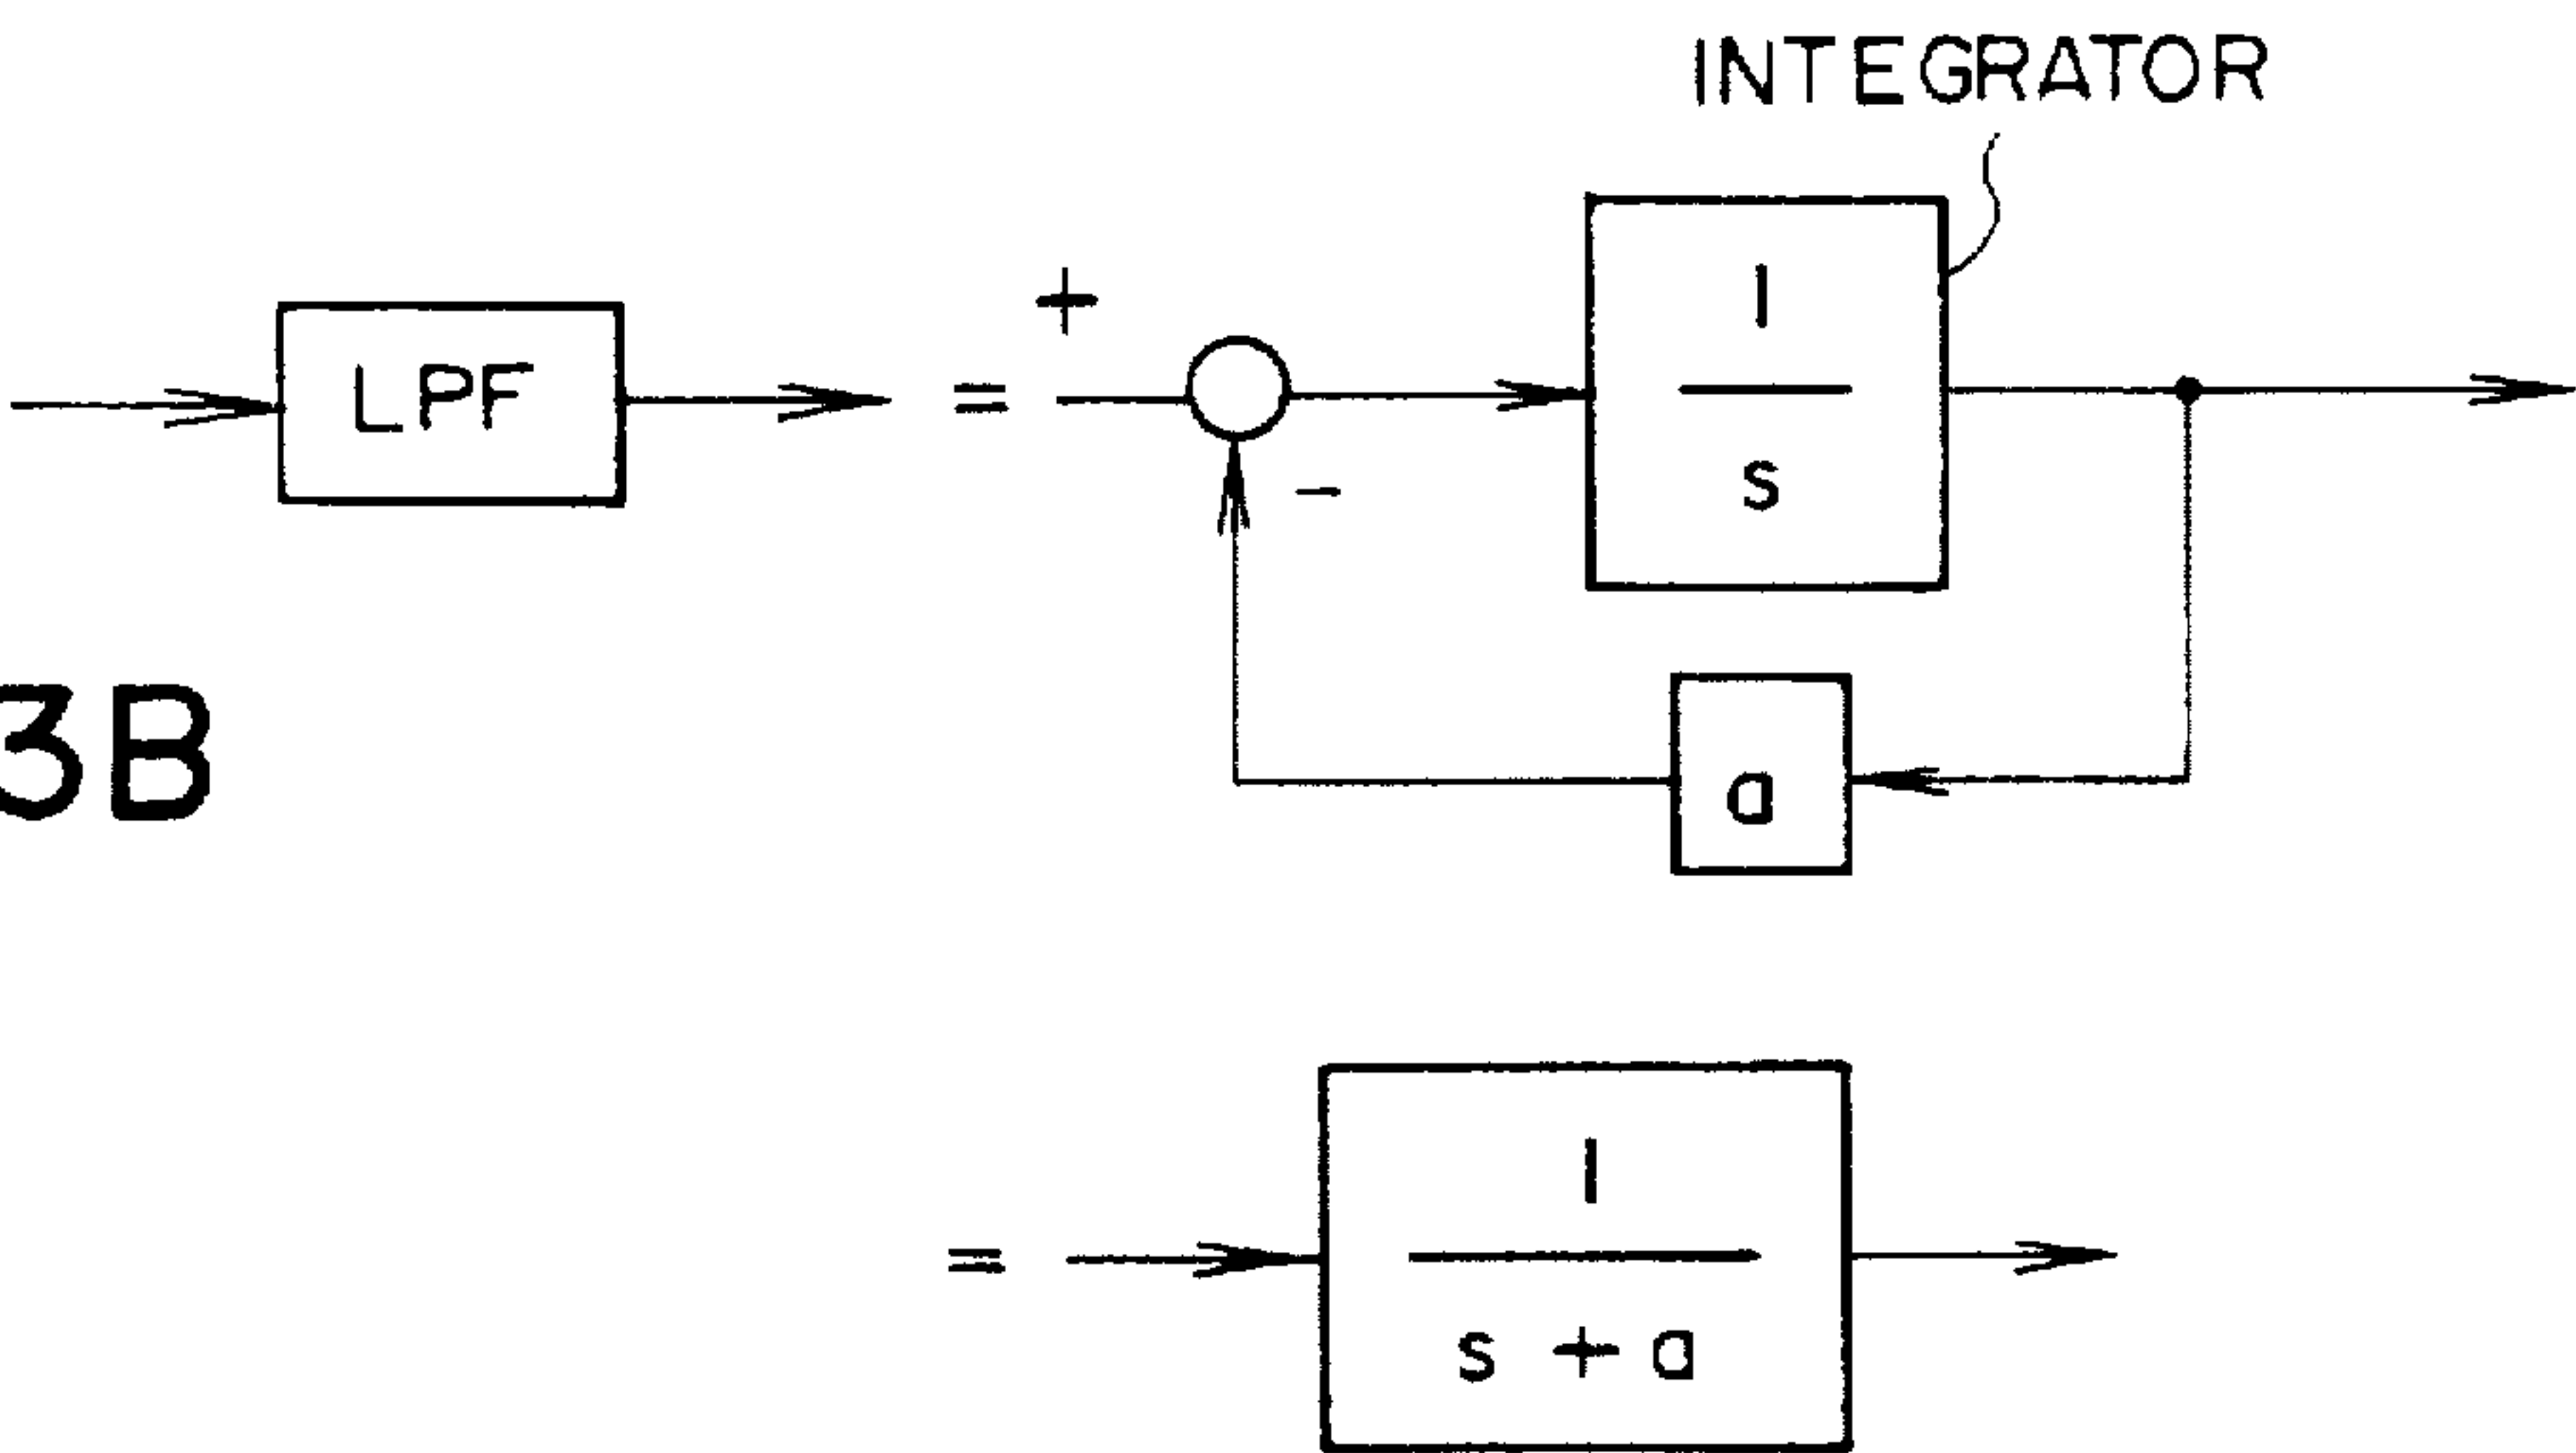 INTEGRATOR
LPF
=
+
-
1
s
a
3B
=
1
s + a